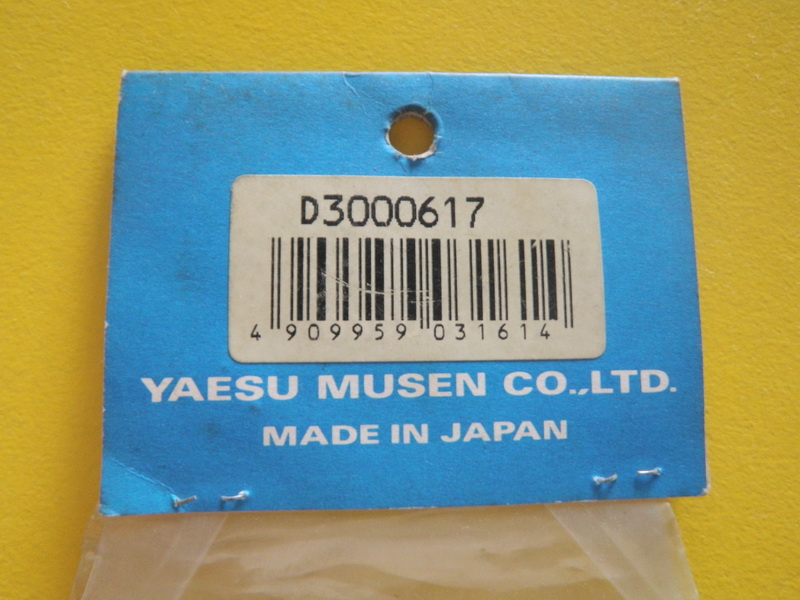 D3000617
4 909959 031614
YAESU MUSEN CO.,LTD.
MADE IN JAPAN